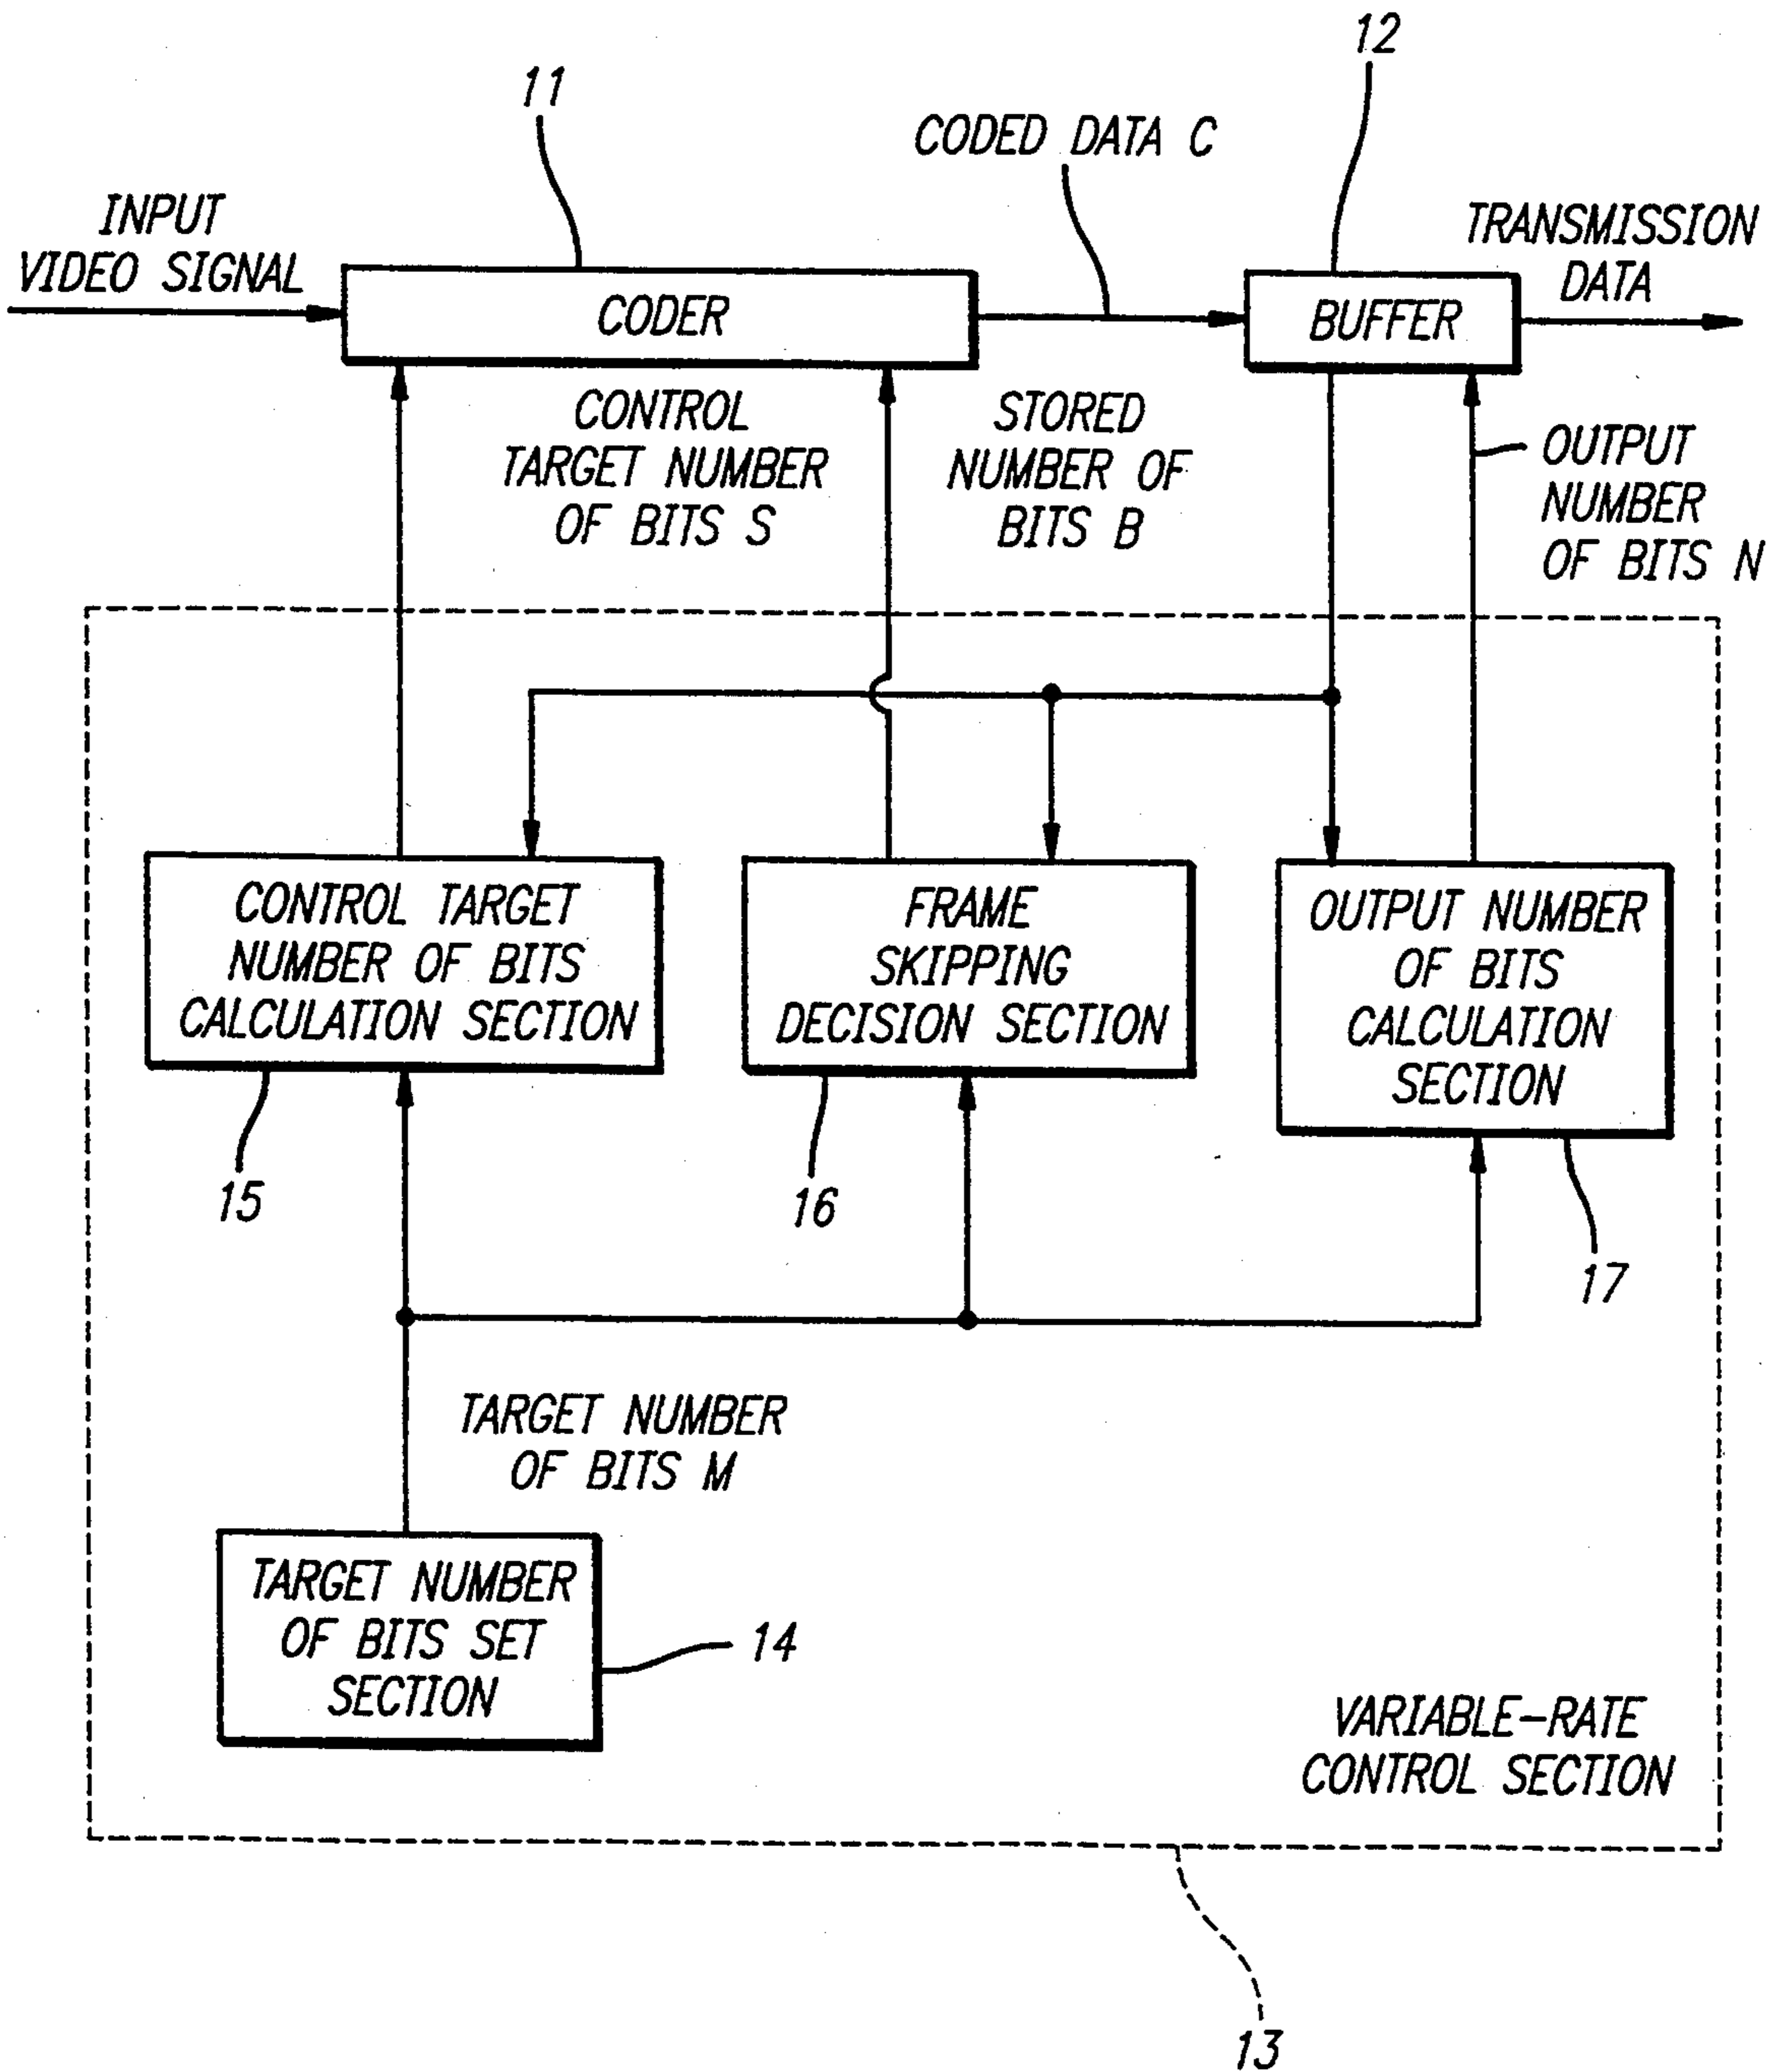 12
11
CODED DATA C
INPUT
VIDEO SIGNAL
TRANSMISSION
DATA
CODER
BUFFER
CONTROL
TARGET NUMBER
OF BITS S
STORED
NUMBER OF
BITS B
OUTPUT
NUMBER
OF BITS N
CONTROL TARGET
NUMBER OF BITS
CALCULATION SECTION
FRAME
SKIPPING
DECISION SECTION
OUTPUT NUMBER
OF BITS
CALCULATION
SECTION
15
16
17
TARGET NUMBER
OF BITS M
TARGET NUMBER
OF BITS SET
SECTION
14
VARIABLE-RATE
CONTROL SECTION
13